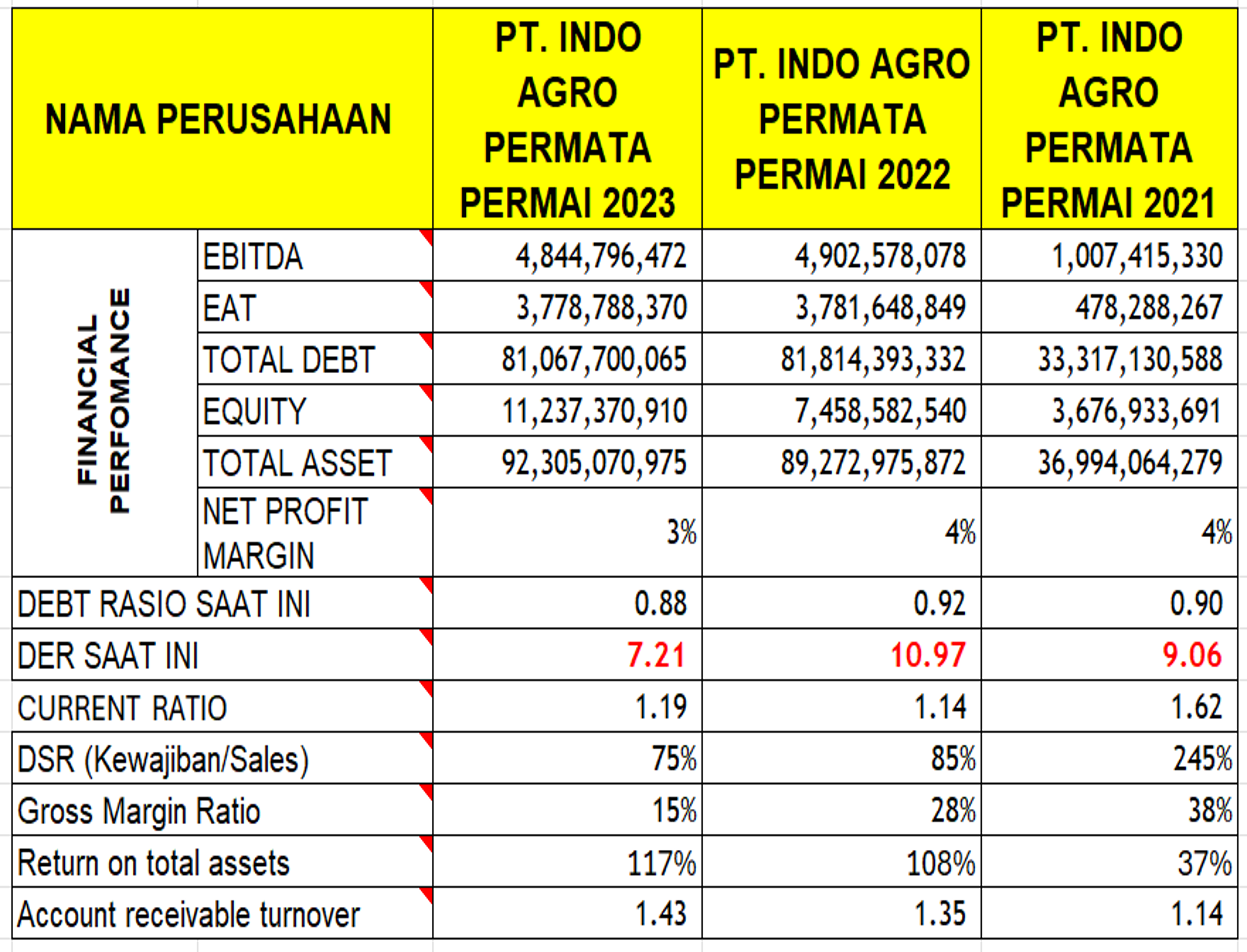 NAMA PERUSAHAAN
PT. INDO
AGRO
PERMATA
PERMAI 2023
PT. INDO AGRO
PERMATA
PERMAI 2022
PT. INDO
AGRO
PERMATA
PERMAI 2021
FINANCIAL
PERFOMANCE
EBITDA 4,844,796,472 4,902,578,078 1,007,415,330
EAT 3,778,788,370 3,781,648,849 478,288,267
TOTAL DEBT 81,067,700,065 81,814,393,332 33,317,130,588
EQUITY 11,237,370,910 7,458,582,540 3,676,933,691
TOTAL ASSET 92,305,070,975 89,272,975,872 36,994,064,279
NET PROFIT
MARGIN 3% 4% 4%
DEBT RASIO SAAT INI 0.88 0.92 0.90
DER SAAT INI 7.21 10.97 9.06
CURRENT RATIO 1.19 1.14 1.62
DSR (Kewajiban/Sales) 75% 85% 245%
Gross Margin Ratio 15% 28% 38%
Return on total assets 117% 108% 37%
Account receivable turnover 1.43 1.35 1.14